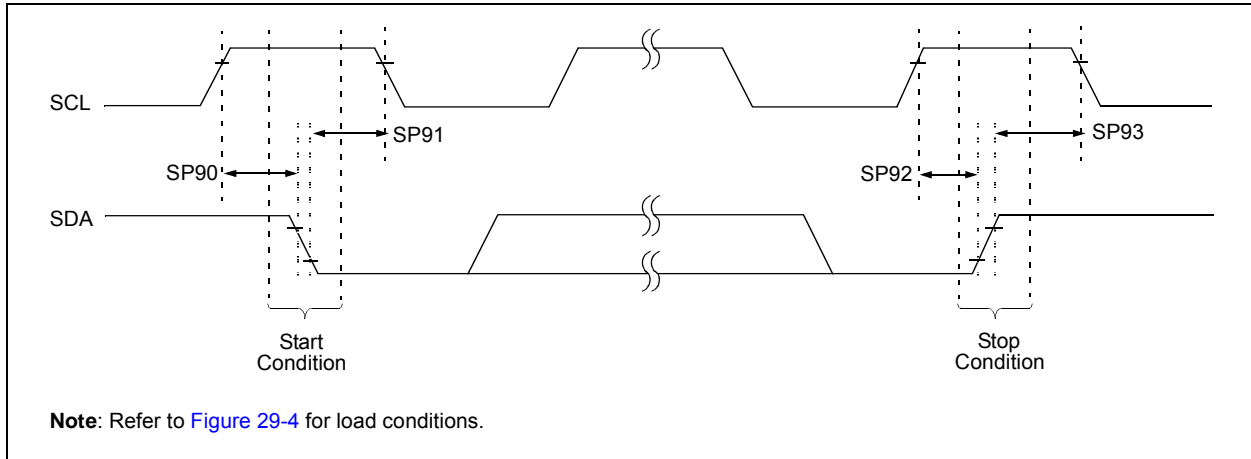 SCL
SP91
SP93
SP90
SP92
SDA
Start
Condition
Stop
Condition
Note: Refer to Figure 29-4 for load conditions.